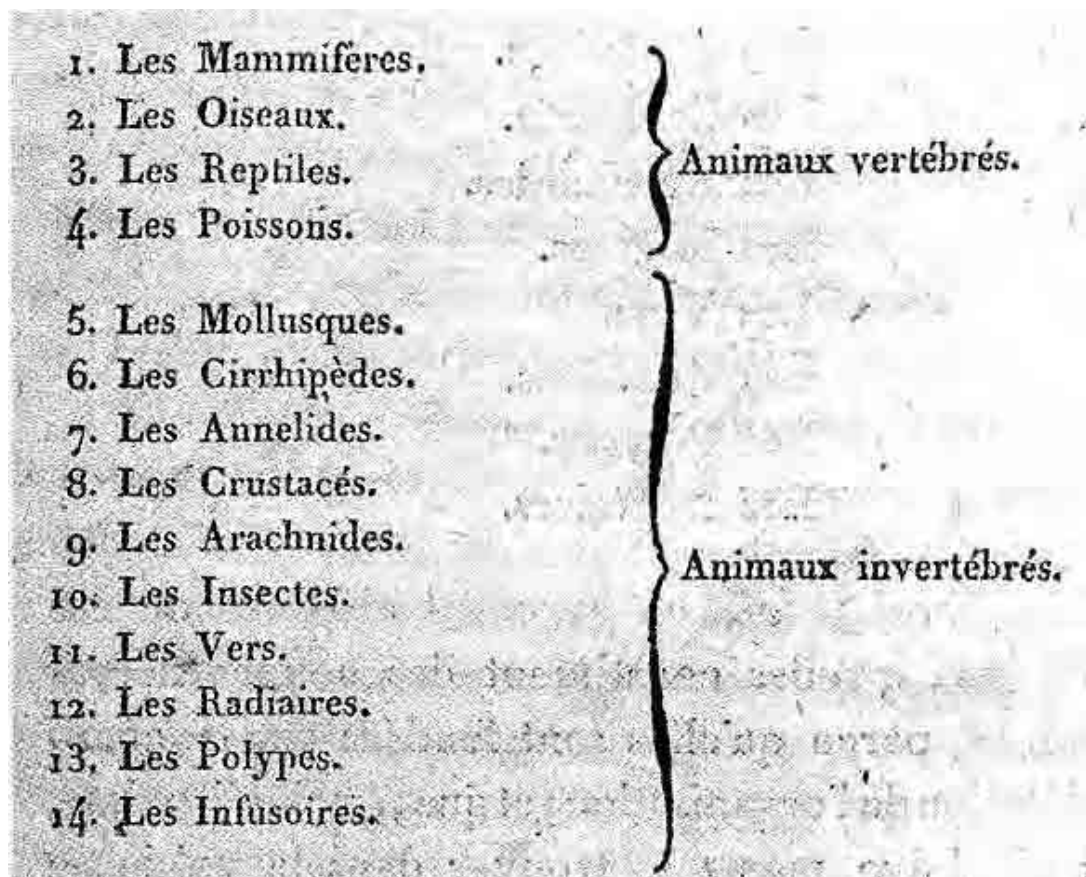 1. Les Mammifères.
2. Les Oiseaux.
3. Les Reptiles.
4. Les Poissons.
Animaux vertébrés.
5. Les Mollusques.
6. Les Cirrhipèdes.
7. Les Annelides.
8. Les Crustacés.
9. Les Arachnides.
10. Les Insectes.
11. Les Vers.
12. Les Radiaires.
13. Les Polypes.
14. Les Infusoires.
Animaux invertébrés.